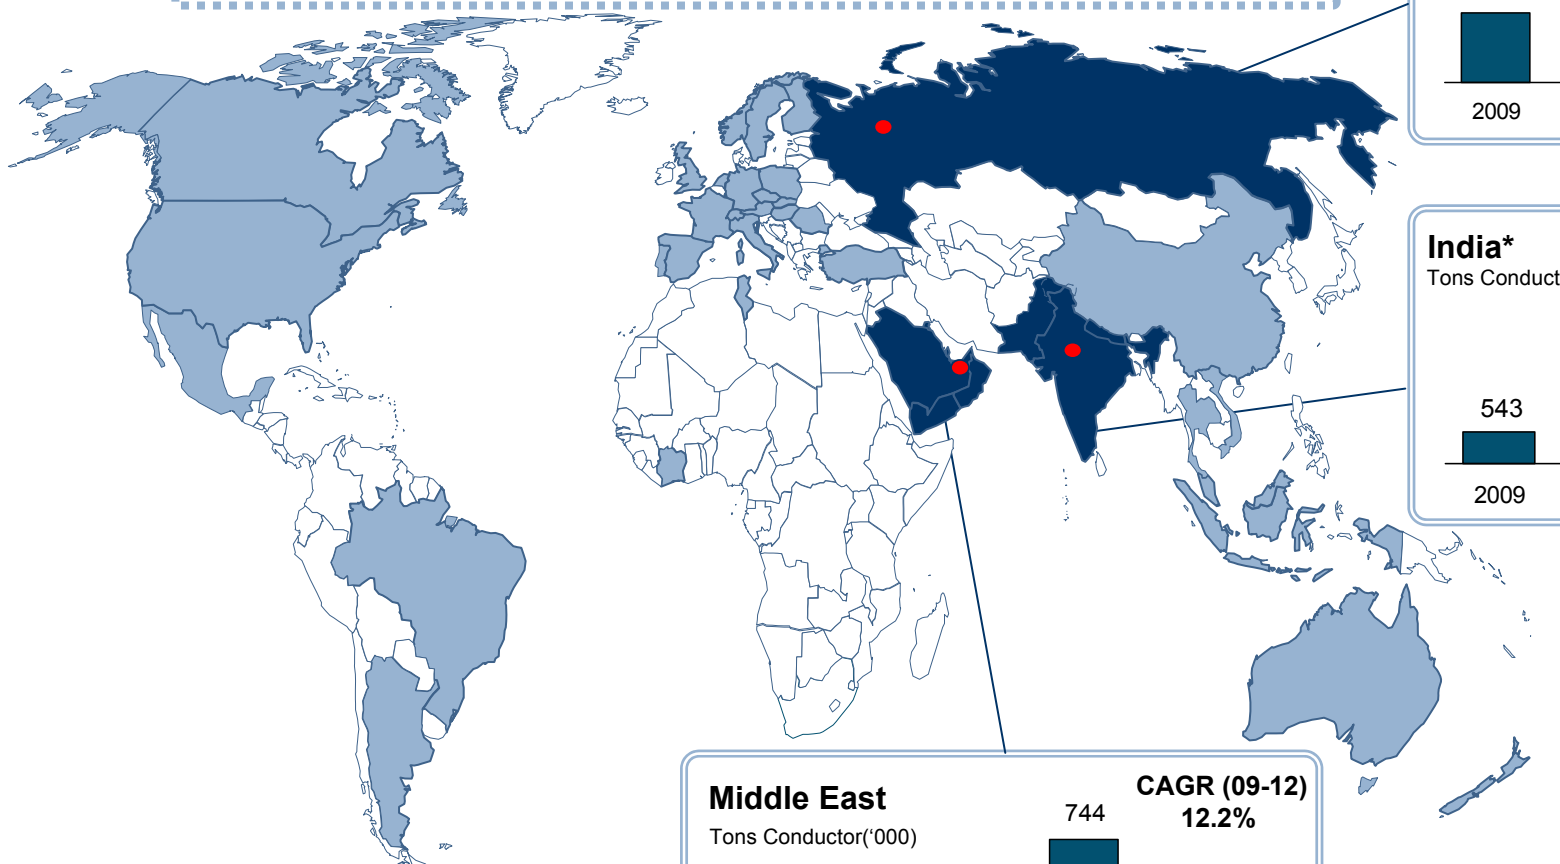 2009
India*
Tons Conduct
543
2009
Middle East
Tons Conductor(‘000)
744
CAGR (09-12)
12.2%